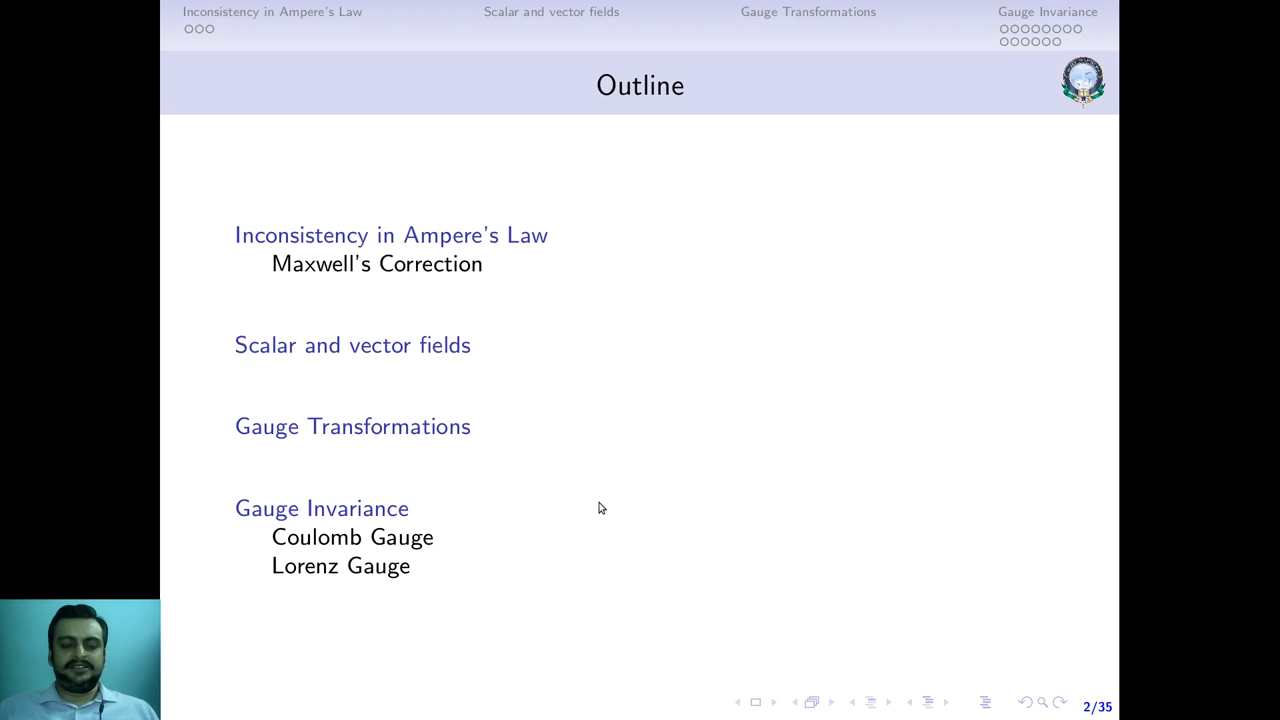 Inconsistency in Ampere's Law
Scalar and vector fields
Gauge Transformations
Gauge Invariance
Outline
Inconsistency in Ampere's Law
Maxwell's Correction
Scalar and vector fields
Gauge Transformations
Gauge Invariance
Coulomb Gauge
Lorenz Gauge
2/35